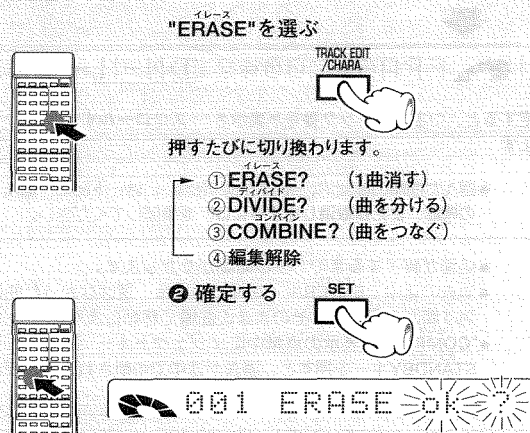 イレース
"ERASE"を選ぶ
TRACK EDIT
/CHARA.
押すたびに切り換わります。
イレース
①ERASE? (1曲消す)
ディバイド
②DIVIDE? (曲を分ける)
コンバイン
③COMBINE? (曲をつなぐ)
④編集解除
❷ 確定する
SET
001 ERASE ok ?